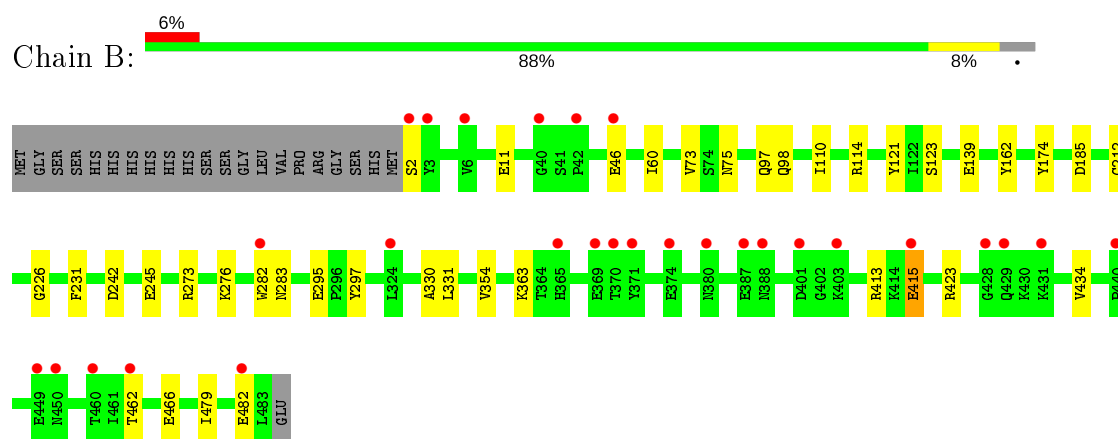 6%
Chain B:
88% 8% •
MET GLY SER SER HIS HIS HIS HIS HIS HIS SER SER GLY LEU VAL PRO ARG GLY SER HIS MET S2 Y3 V6 E11 G40 S41 P42 E46 I60 V73 S74 N75 Q97 Q98 I110 R114 Y121 I122 S123 E139 Y162 Y174 D185
G226 F231 D242 E245 R273 K276 W282 N283 E295 P296 Y297 L324 A330 L331 V354 K363 T364 H365 E369 T370 Y371 E374 N380 E387 N388 D401 G402 K403 R413 K414 E415 R423 G428 Q429 K430 K431 V434
E449 N450 T460 I461 T462 E466 I479 E482 L483 GLU